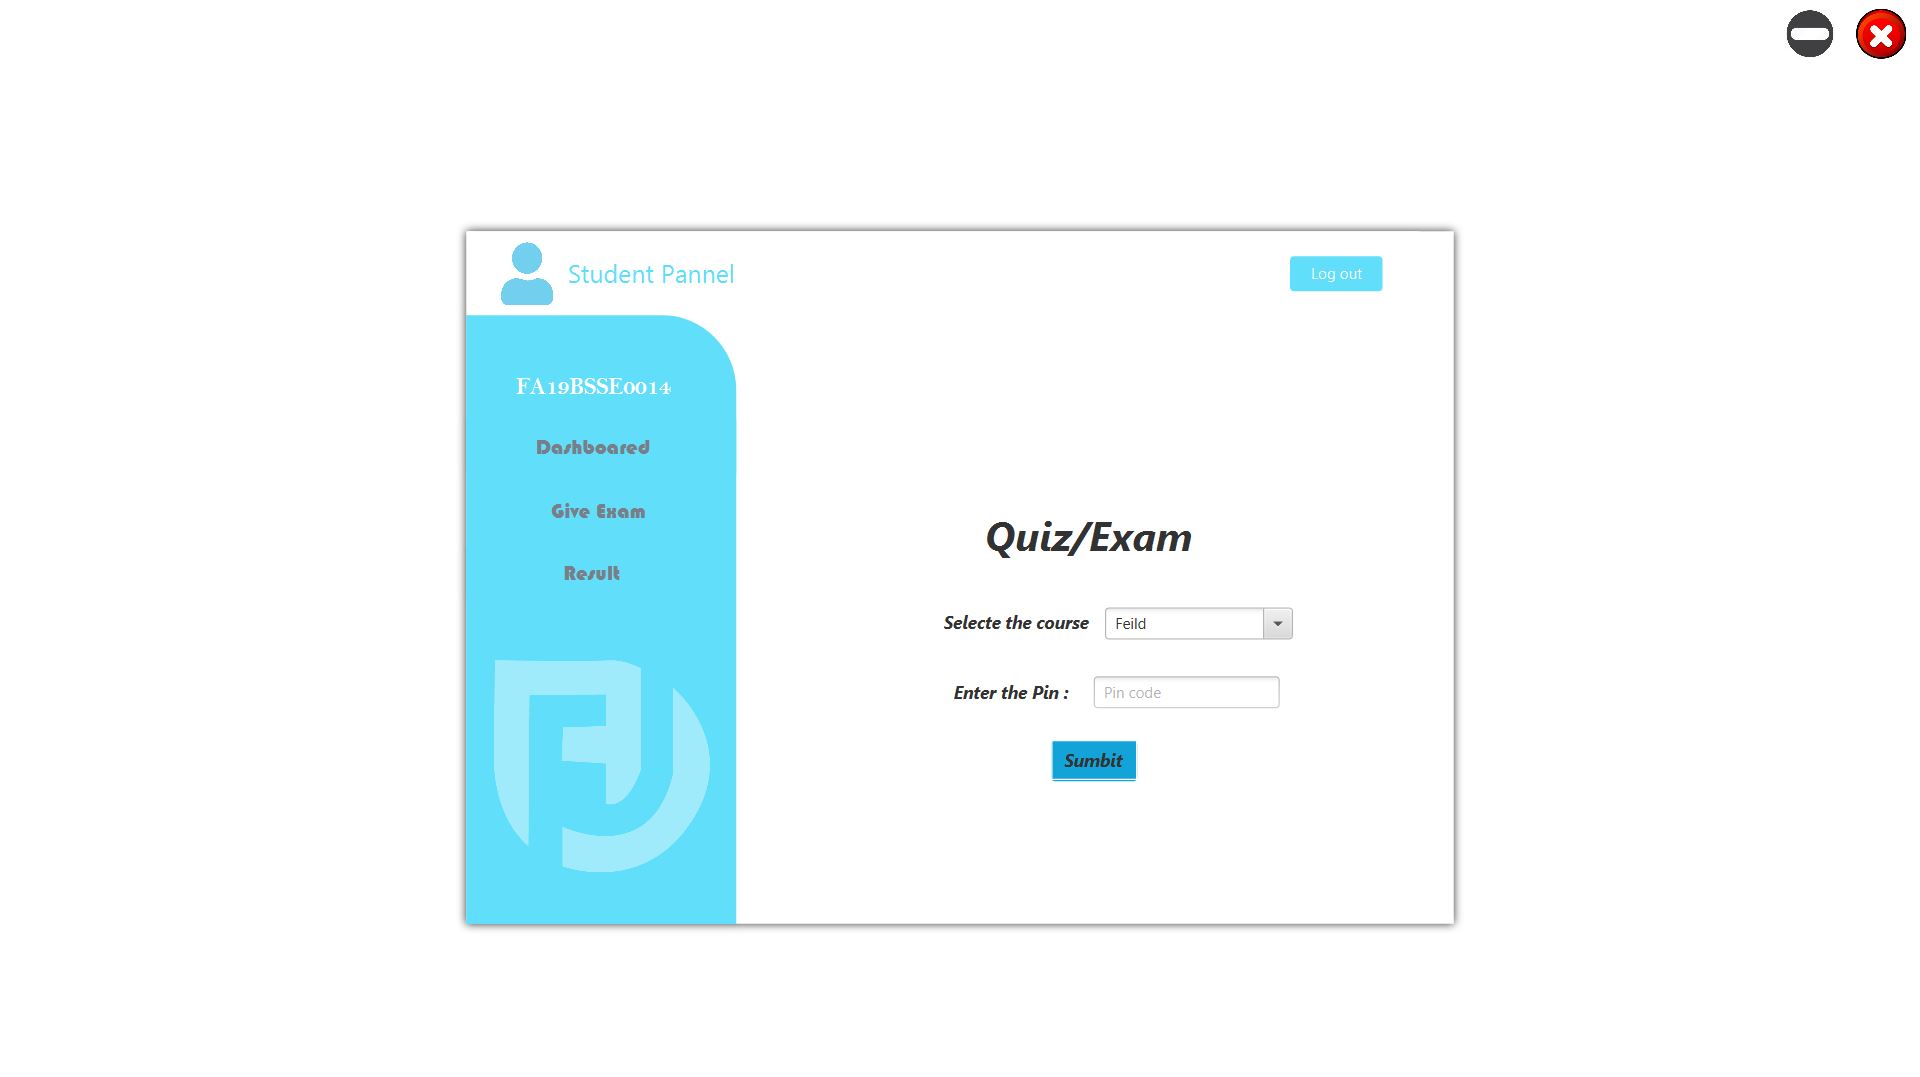 Student Pannel
Log out
FA19BSSE0014
Dashboared
Give Exam
Result
Quiz/Exam
Selecte the course
Feild
Enter the Pin :
Pin code
Sumbit